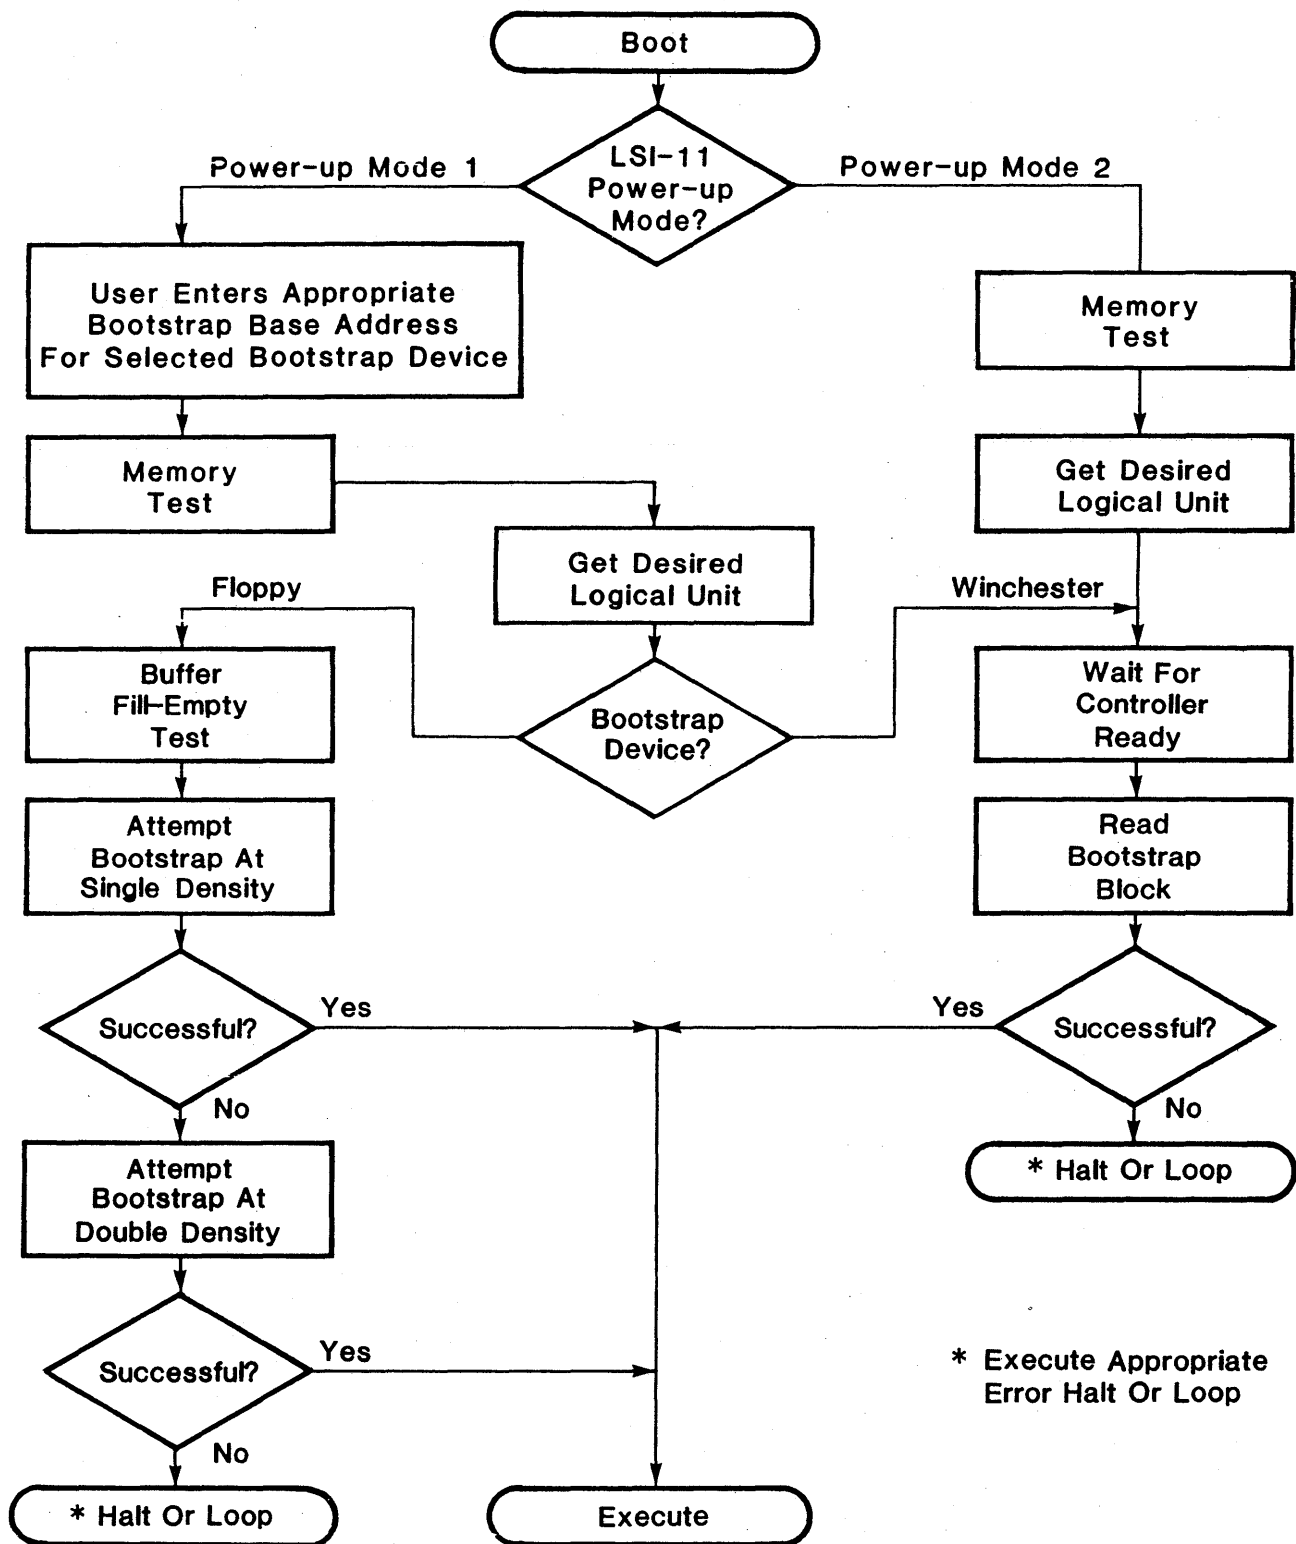 Boot
LSI-11
Power-up
Mode?
Power-up Mode 1
Power-up Mode 2
User Enters Appropriate
Bootstrap Base Address
For Selected Bootstrap Device
Memory
Test
Memory
Test
Get Desired
Logical Unit
Get Desired
Logical Unit
Floppy
Winchester
Bootstrap
Device?
Buffer
Fill-Empty
Test
Wait For
Controller
Ready
Attempt
Bootstrap At
Single Density
Read
Bootstrap
Block
Successful?
Yes
Yes
Successful?
No
No
Attempt
Bootstrap At
Double Density
* Halt Or Loop
Successful?
Yes
* Execute Appropriate
Error Halt Or Loop
No
* Halt Or Loop
Execute